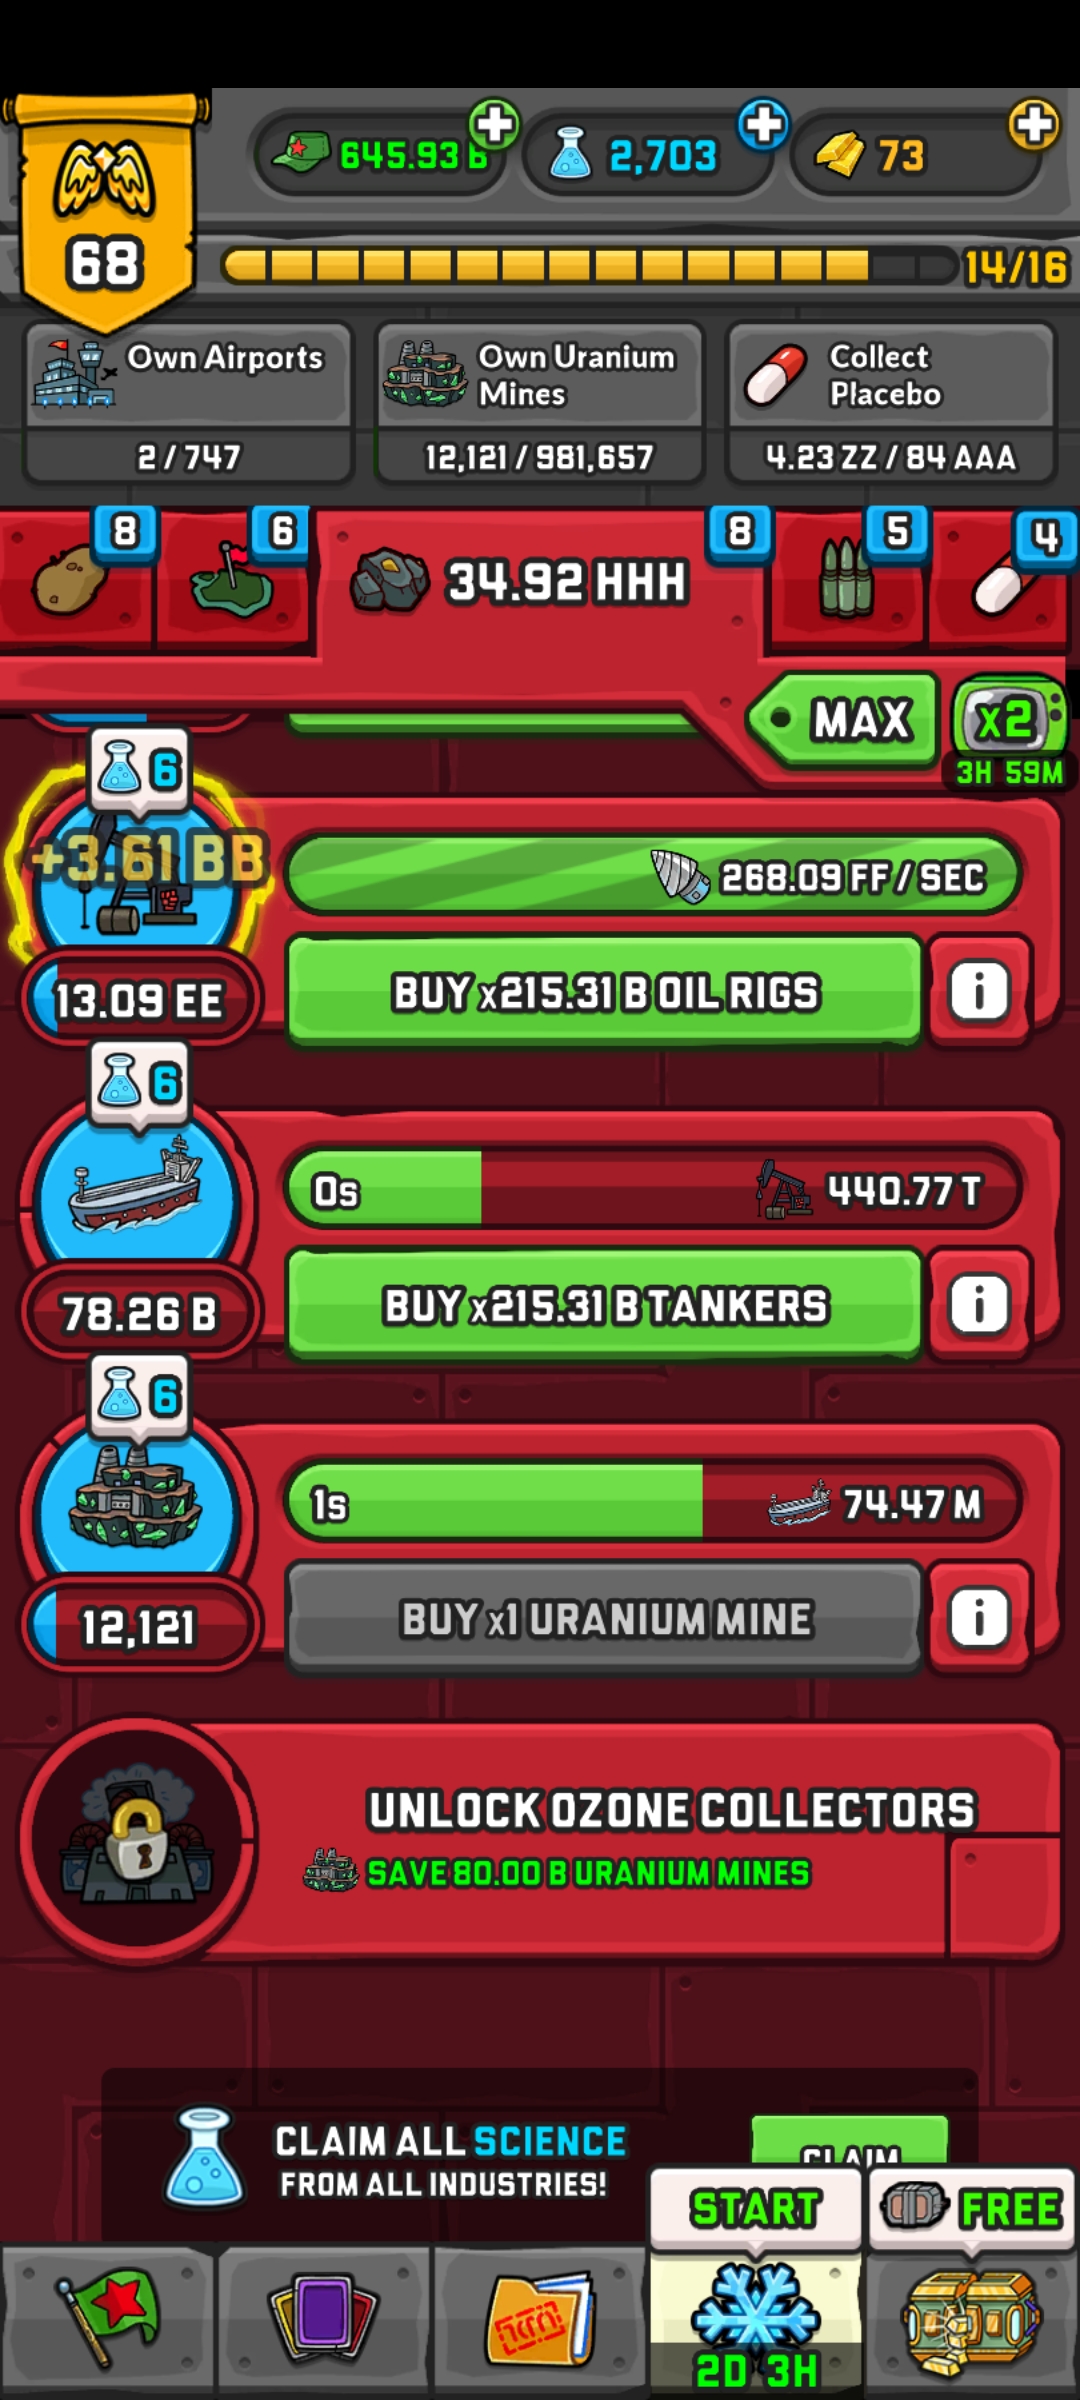 645.93 B
2,703
73
68
14/16
Own Airports
2 / 747
Own Uranium
Mines
12,121 / 981,657
Collect
Placebo
4.23 ZZ / 84 AAA
8
6
34.92 HHH
8
5
4
MAX
x2
3H 59M
6
+3.61 BB
268.09 FF / SEC
13.09 EE
BUY x215.31 B OIL RIGS
i
6
0s
440.77 T
78.26 B
BUY x215.31 B TANKERS
i
6
1s
74.47 M
12,121
BUY x1 URANIUM MINE
i
UNLOCK OZONE COLLECTORS
SAVE 80.00 B URANIUM MINES
CLAIM ALL SCIENCE
FROM ALL INDUSTRIES!
CLAIM
START
FREE
2D 3H